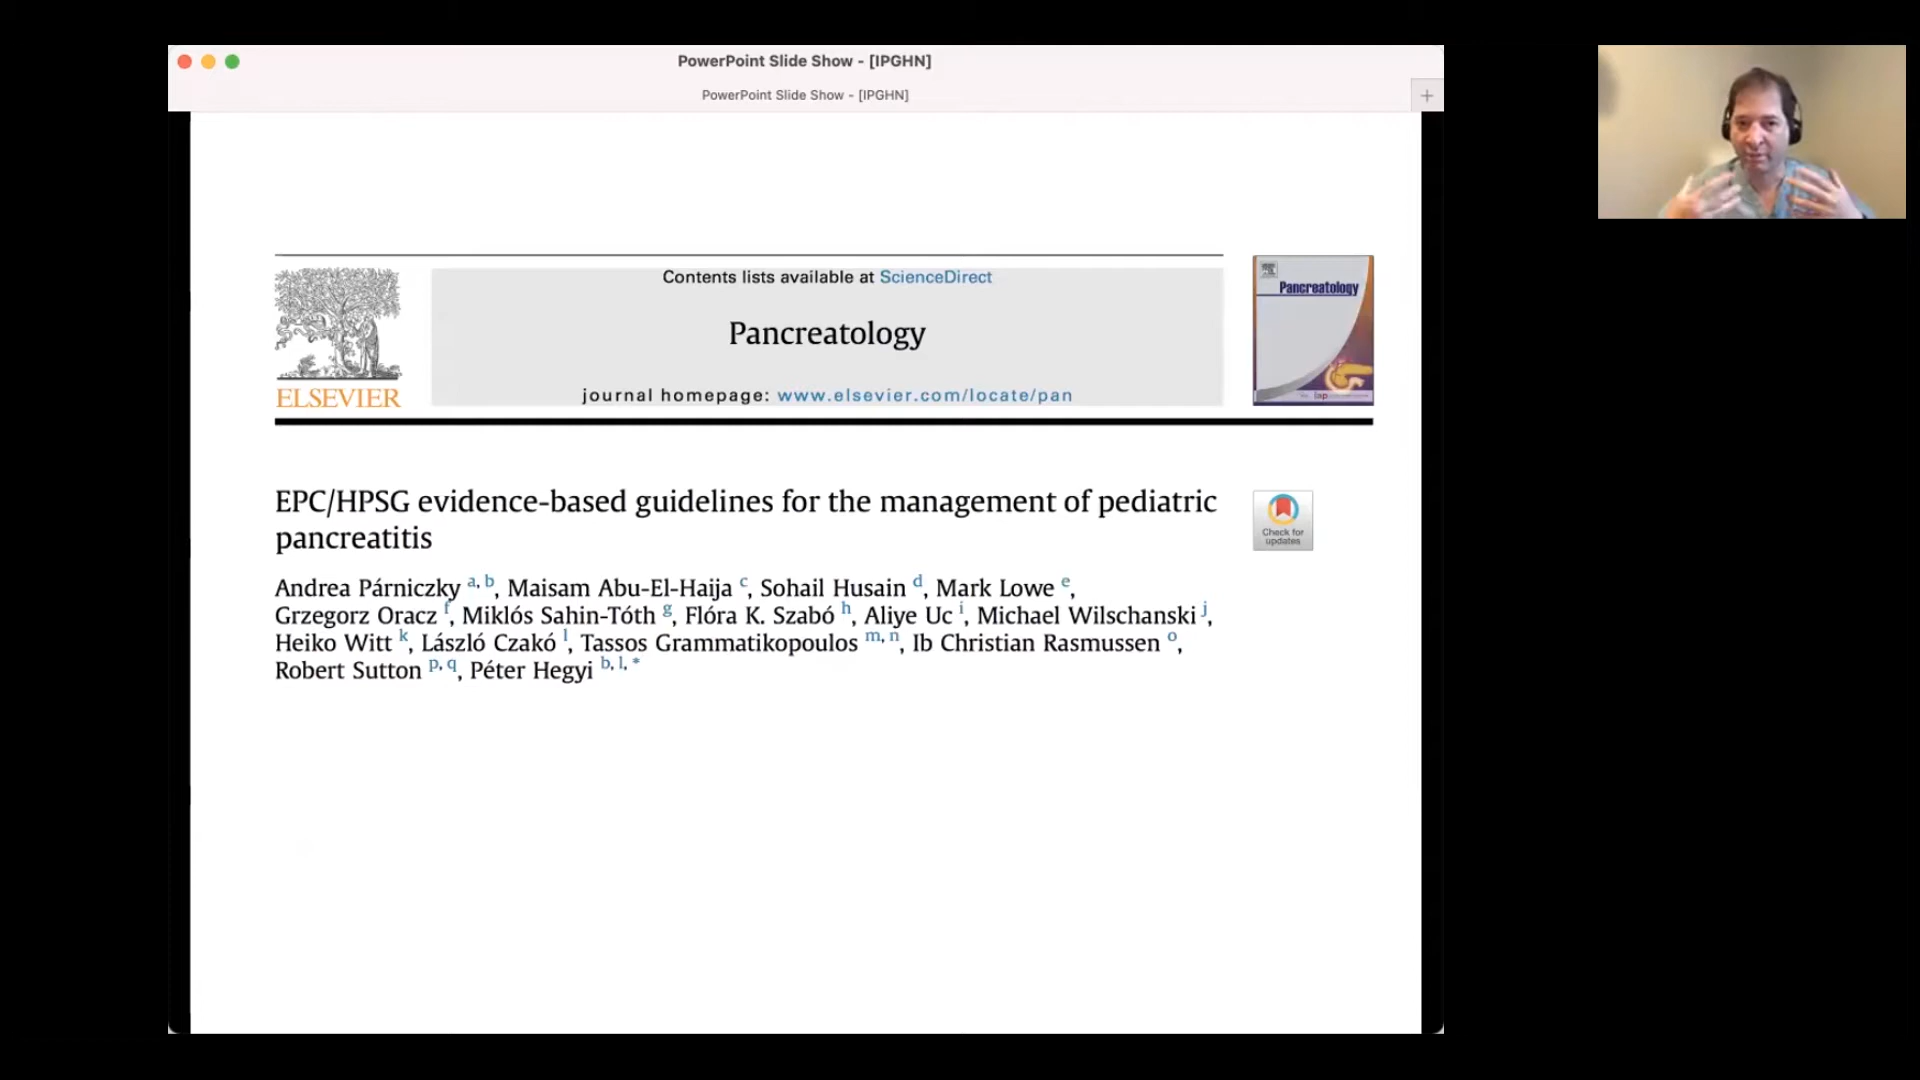 PowerPoint Slide Show - [IPGHN]
PowerPoint Slide Show - [IPGHN]
Contents lists available at ScienceDirect
Pancreatology
journal homepage: www.elsevier.com/locate/pan
ELSEVIER
Pancreatology
EPC/HPSG evidence-based guidelines for the management of pediatric
pancreatitis
Check for
updates
Andrea Párniczky a, b, Maisam Abu-El-Haija c, Sohail Husain d, Mark Lowe e,
Grzegorz Oracz f, Miklós Sahin-Tóth g, Flóra K. Szabó h, Aliye Uc i, Michael Wilschanski j,
Heiko Witt k, László Czakó l, Tassos Grammatikopoulos m, n, Ib Christian Rasmussen o,
Robert Sutton p, q, Péter Hegyi b, l, *